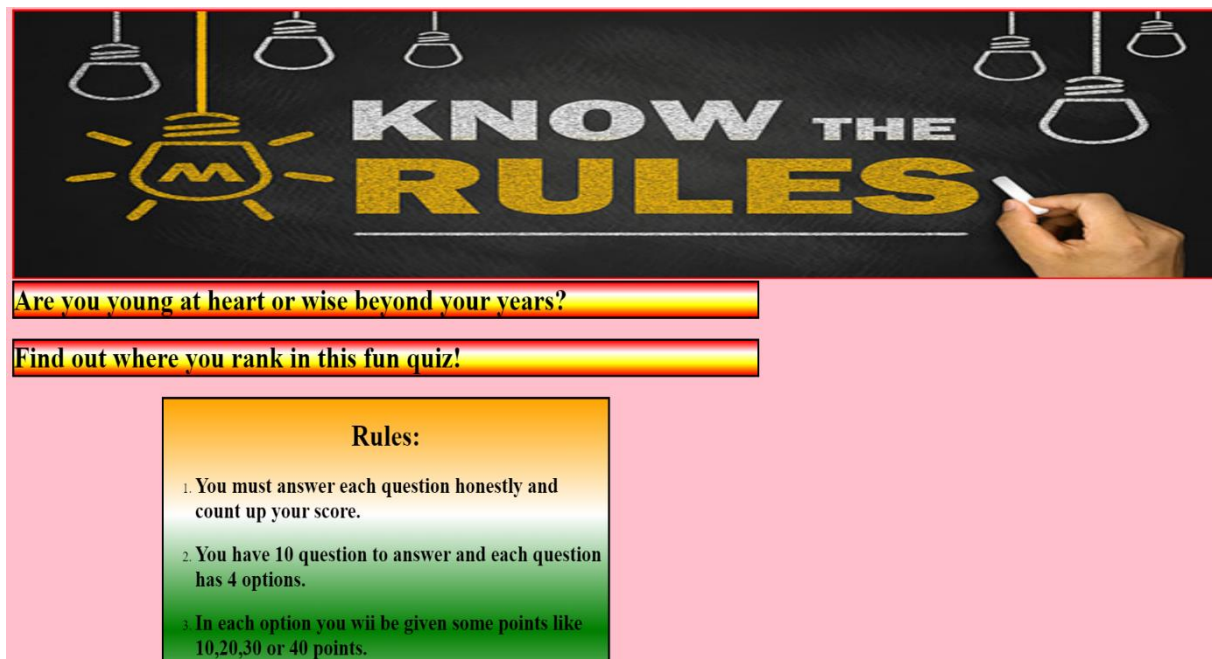 KNOW THE
RULES
Are you young at heart or wise beyond your years?
Find out where you rank in this fun quiz!
Rules:
1. You must answer each question honestly and
count up your score.
2. You have 10 question to answer and each question
has 4 options.
3. In each option you wii be given some points like
10,20,30 or 40 points.